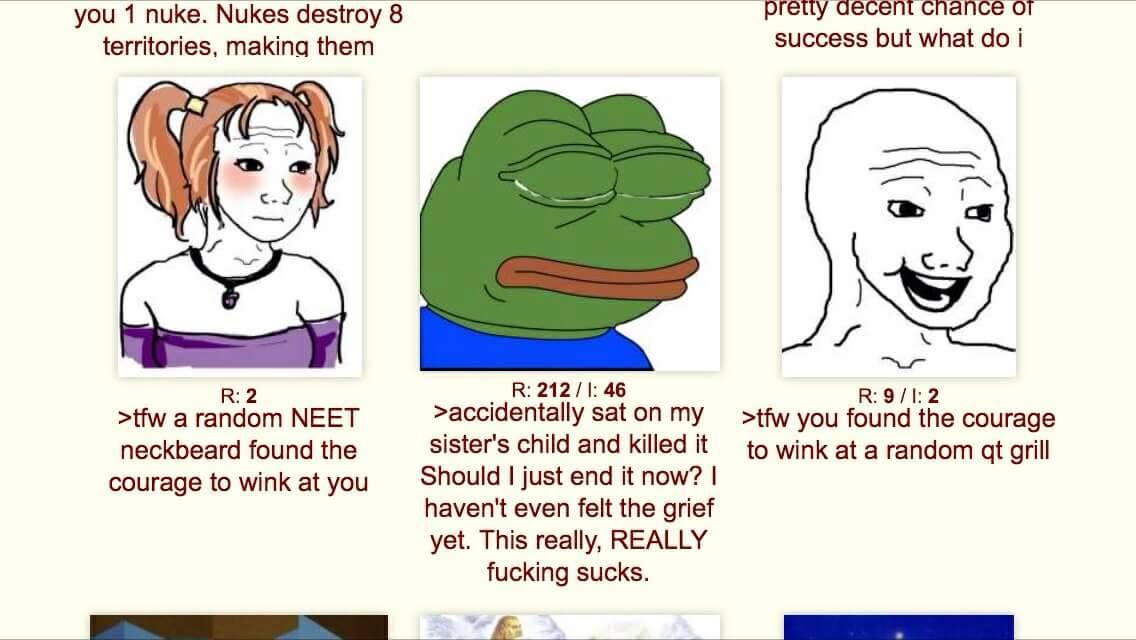 you 1 nuke. Nukes destroy 8
territories, making them
pretty decent chance of
success but what do i
R: 2
>tfw a random NEET
neckbeard found the
courage to wink at you
R: 212 / I: 46
>accidentally sat on my
sister's child and killed it
Should I just end it now? I
haven't even felt the grief
yet. This really, REALLY
fucking sucks.
R: 9 / I: 2
>tfw you found the courage
to wink at a random qt grill